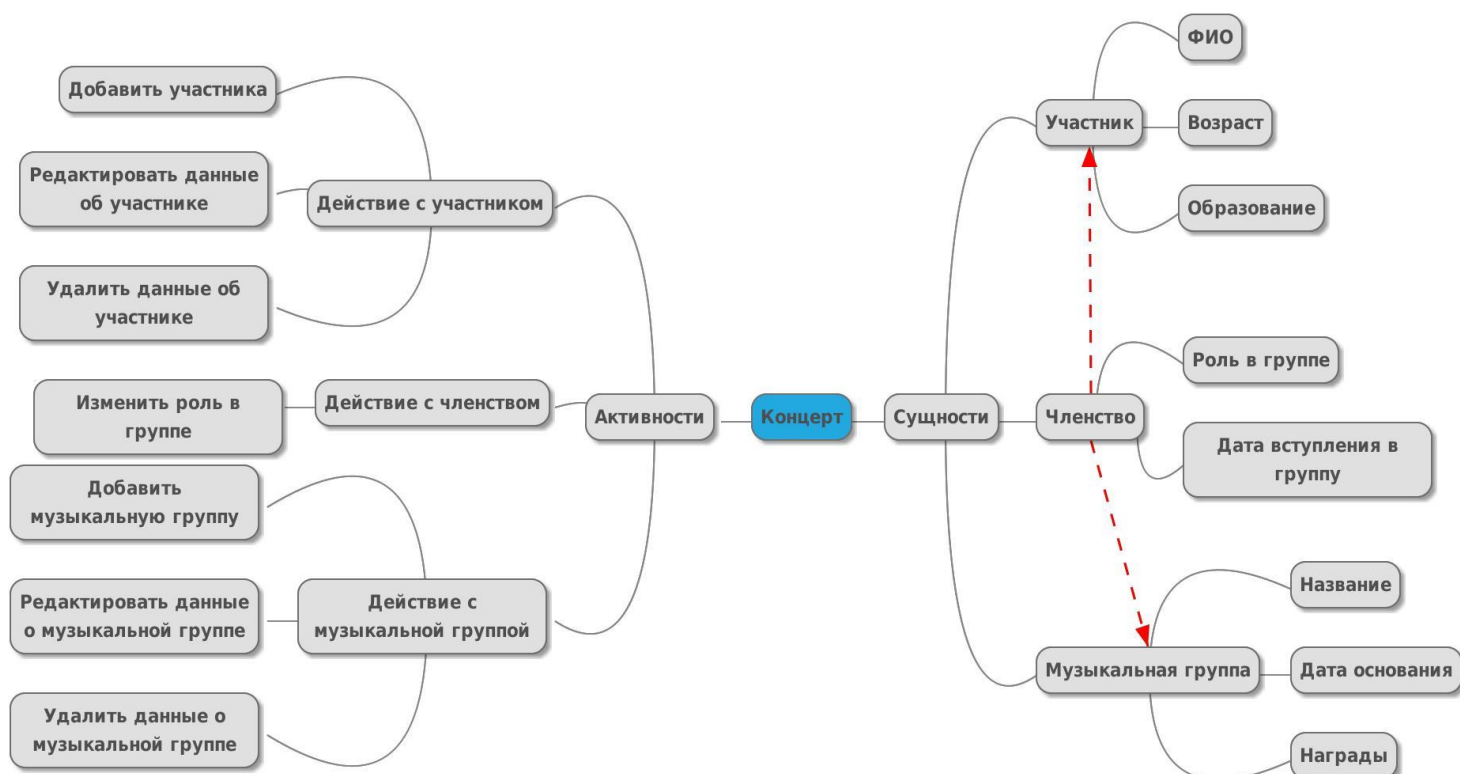 Добавить участника
Редактировать данные
об участнике
Удалить данные об
участнике
Действие с участником
Изменить роль в
группе
Действие с членством
Добавить
музыкальную группу
Редактировать данные
о музыкальной группе
Удалить данные о
музыкальной группе
Действие с
музыкальной группой
Активности
Концерт
Сущности
Участник
ФИО
Возраст
Образование
Членство
Роль в группе
Дата вступления в
группу
Музыкальная группа
Название
Дата основания
Награды